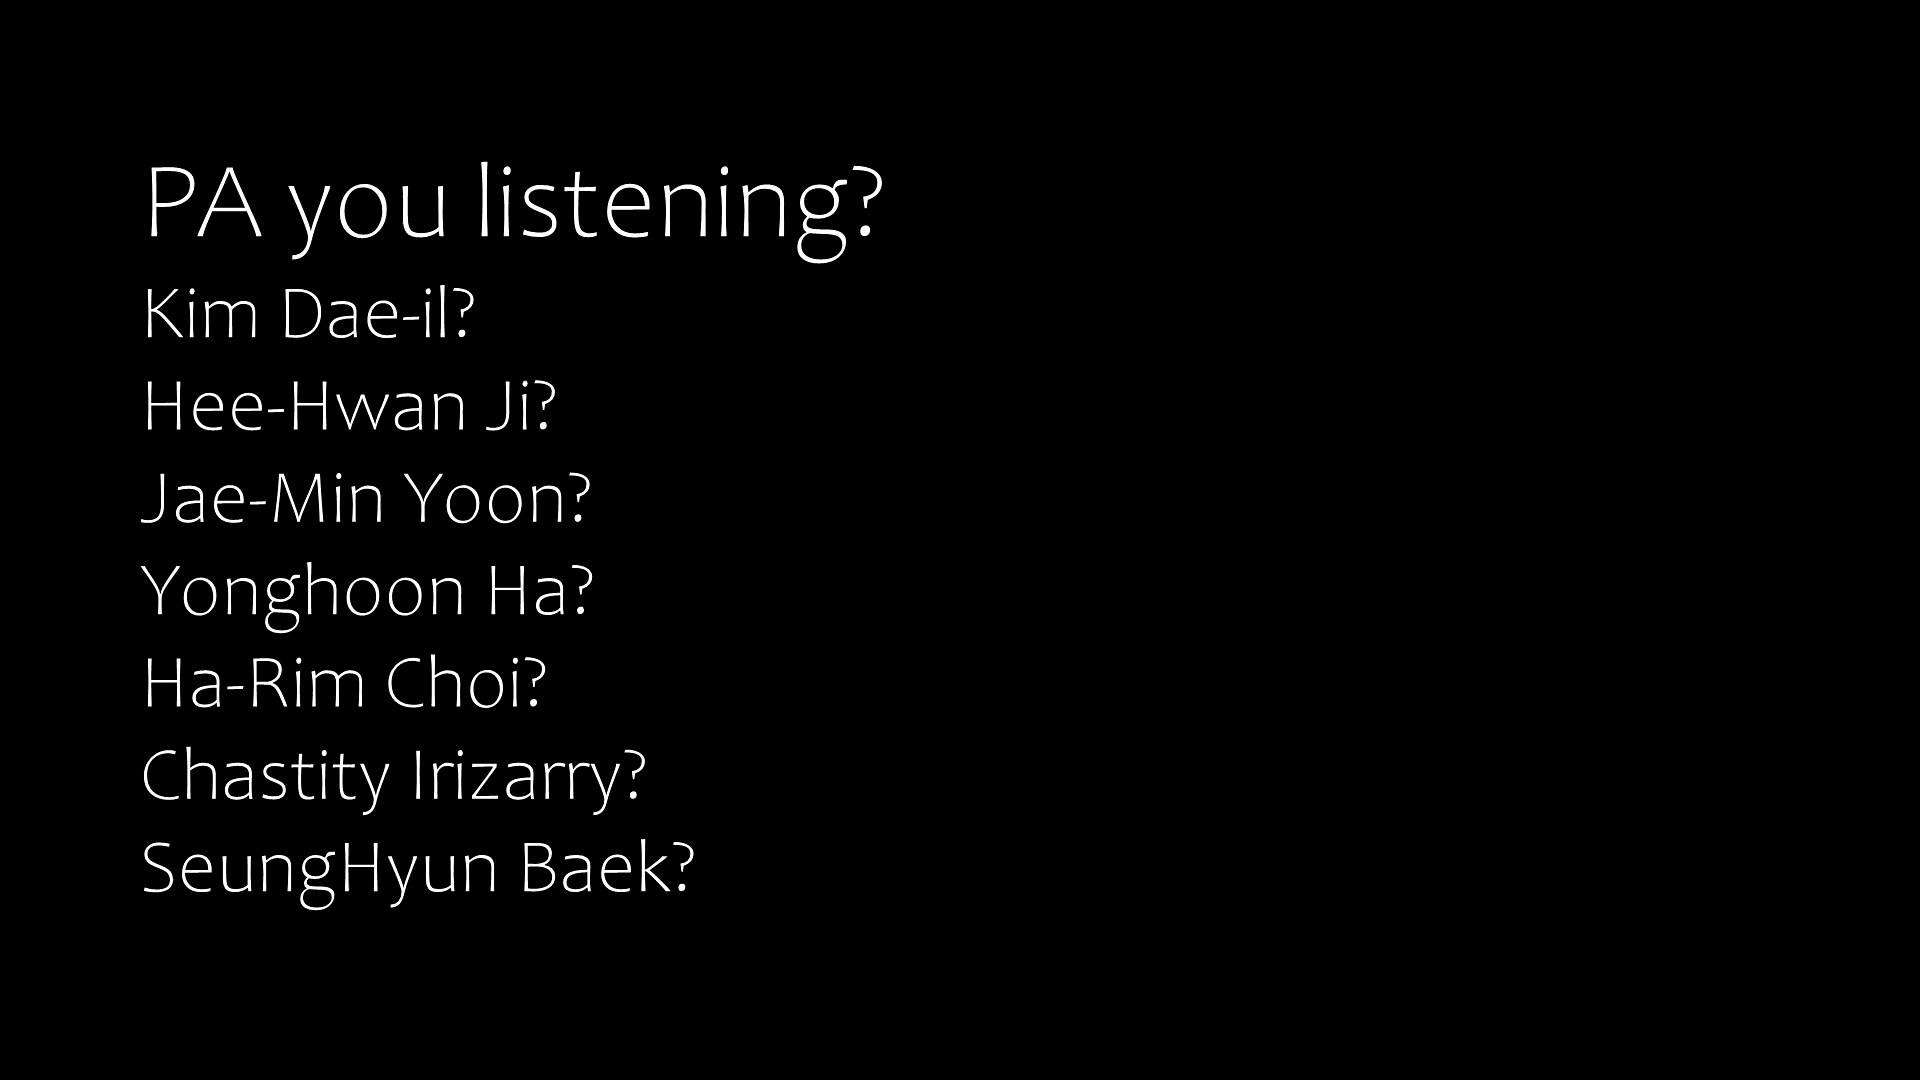 PA you listening?
Kim Dae-il?
Hee-Hwan Ji?
Jae-Min Yoon?
Yonghoon Ha?
Ha-Rim Choi?
Chastity Irizarry?
SeungHyun Baek?